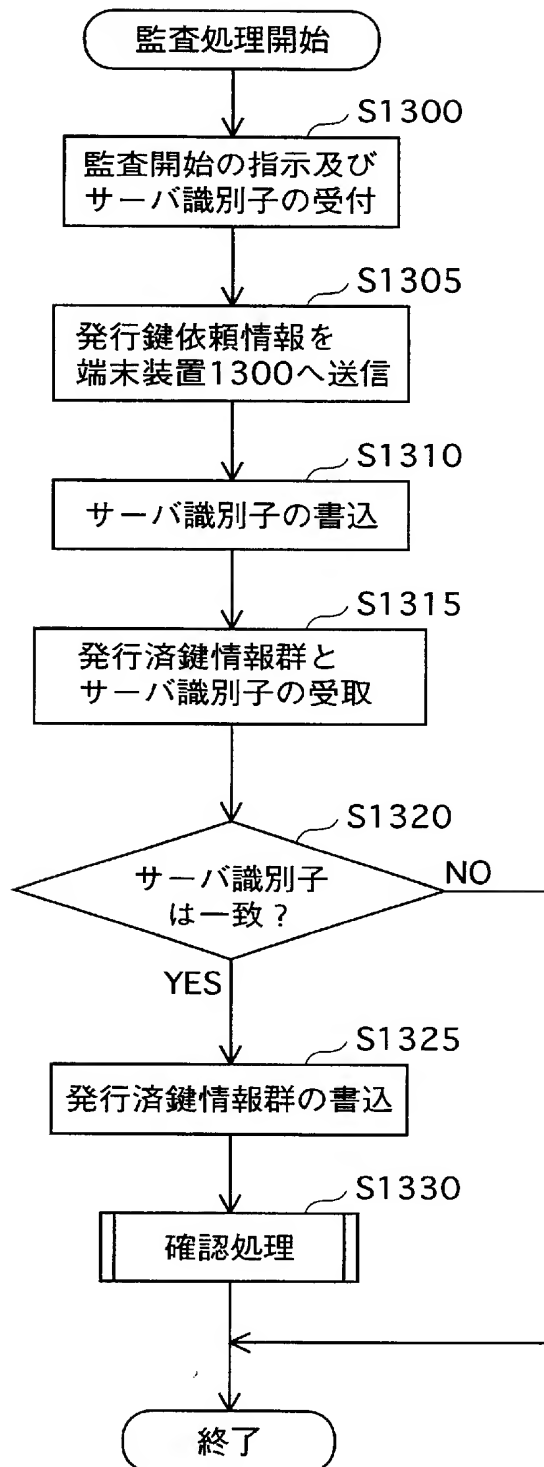 監査処理開始
S1300
監査開始の指示及び
サーバ識別子の受付
S1305
発行鍵依頼情報を
端末装置1300へ送信
S1310
サーバ識別子の書込
S1315
発行済鍵情報群と
サーバ識別子の受取
S1320
サーバ識別子
は一致?
NO
YES
S1325
発行済鍵情報群の書込
S1330
確認処理
終了